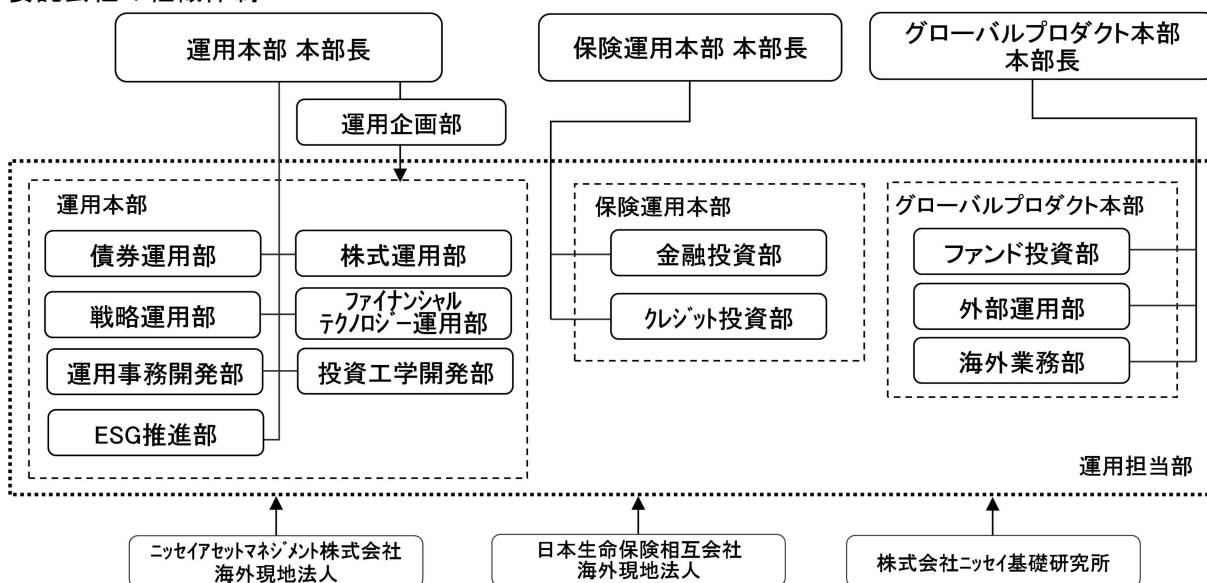 運用本部 本部長
保険運用本部 本部長
グローバルプロダクト本部
本部長
運用企画部
運用本部
債券運用部
株式運用部
戦略運用部
ファイナンシャル
テクノロジー運用部
運用事務開発部
投資工学開発部
ESG推進部
保険運用本部
金融投資部
クレジット投資部
グローバルプロダクト本部
ファンド投資部
外部運用部
海外業務部
運用担当部
ニッセイアセットマネジメント株式会社
海外現地法人
日本生命保険相互会社
海外現地法人
株式会社ニッセイ基礎研究所